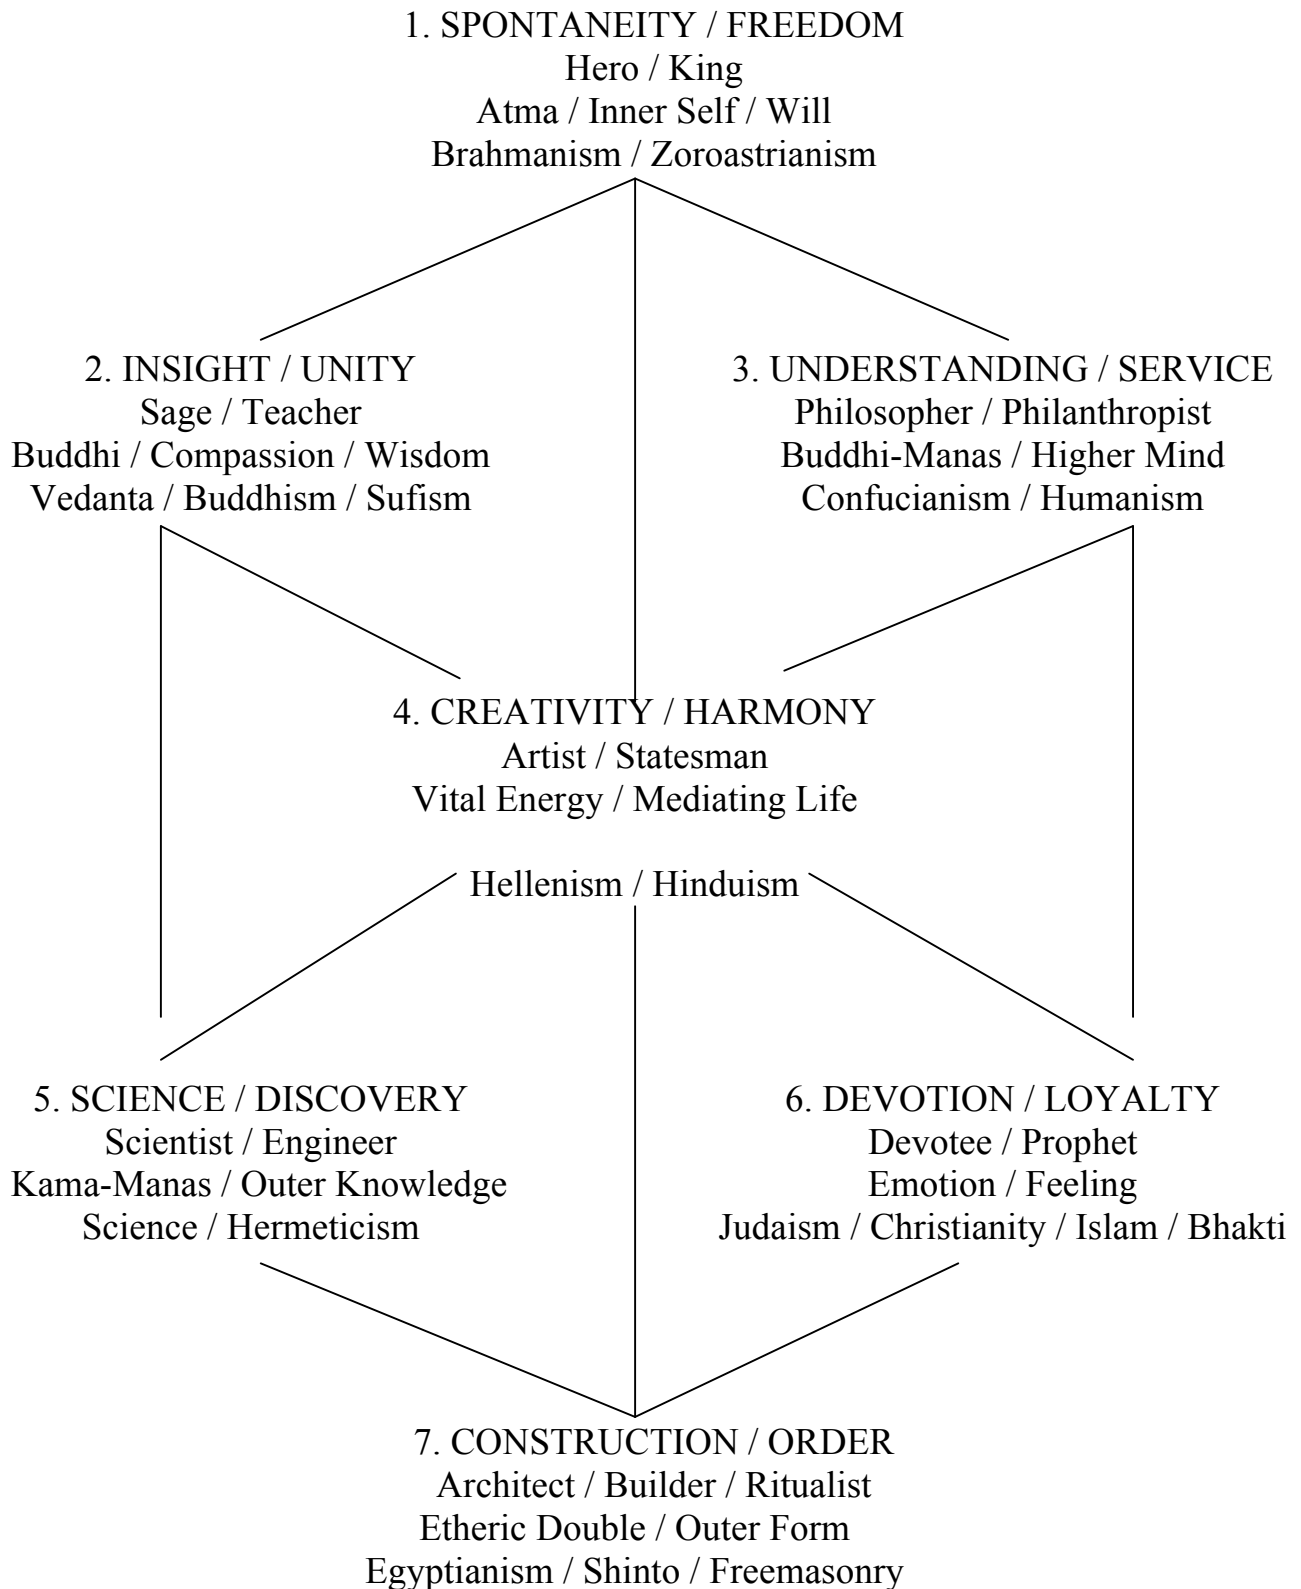 1. SPONTANEITY / FREEDOM
Hero / King
Atma / Inner Self / Will
Brahmanism / Zoroastrianism
2. INSIGHT / UNITY
Sage / Teacher
Buddhi / Compassion / Wisdom
Vedanta / Buddhism / Sufism
3. UNDERSTANDING / SERVICE
Philosopher / Philanthropist
Buddhi-Manas / Higher Mind
Confucianism / Humanism
4. CREATIVITY / HARMONY
Artist / Statesman
Vital Energy / Mediating Life
Hellenism / Hinduism
5. SCIENCE / DISCOVERY
Scientist / Engineer
Kama-Manas / Outer Knowledge
Science / Hermeticism
6. DEVOTION / LOYALTY
Devotee / Prophet
Emotion / Feeling
Judaism / Christianity / Islam / Bhakti
7. CONSTRUCTION / ORDER
Architect / Builder / Ritualist
Etheric Double / Outer Form
Egyptianism / Shinto / Freemasonry